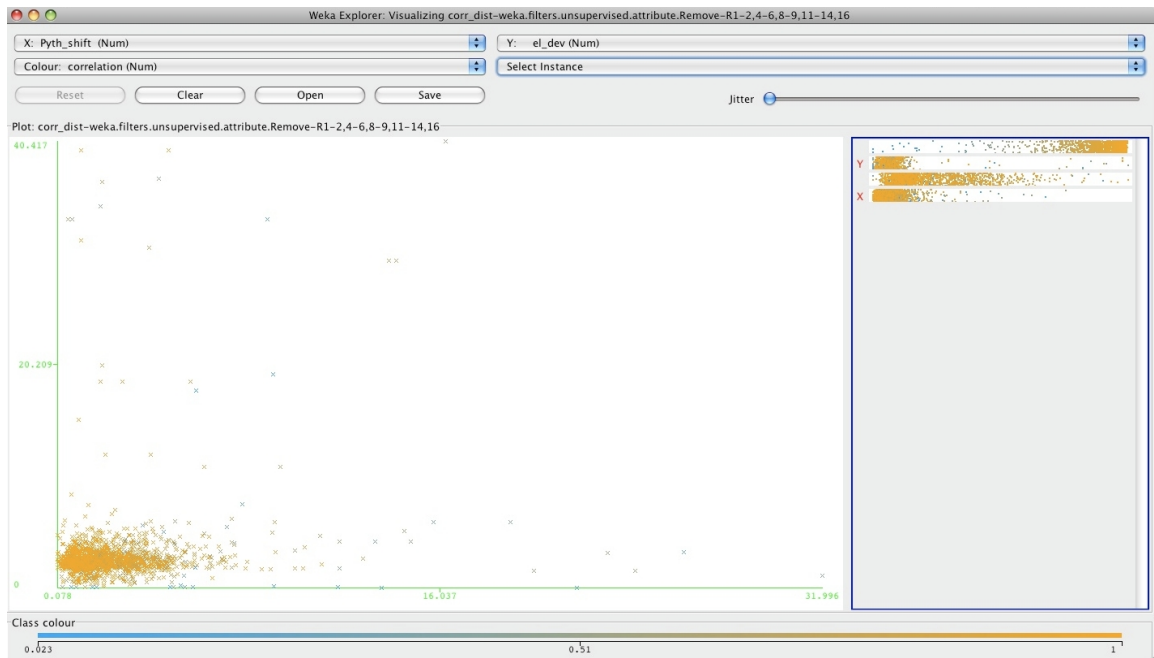 Weka Explorer: Visualizing corr_dist-weka.filters.unsupervised.attribute.Remove-R1-2,4-6,8-9,11-14,16
X: Pyth_shift (Num)
Y: el_dev (Num)
Colour: correlation (Num)
Select Instance
Reset Clear Open Save
Jitter
Plot: corr_dist-weka.filters.unsupervised.attribute.Remove-R1-2,4-6,8-9,11-14,16
40.417
Y
X
20.209
0
0.078 16.037 31.996
Class colour
0.023 0.51 1